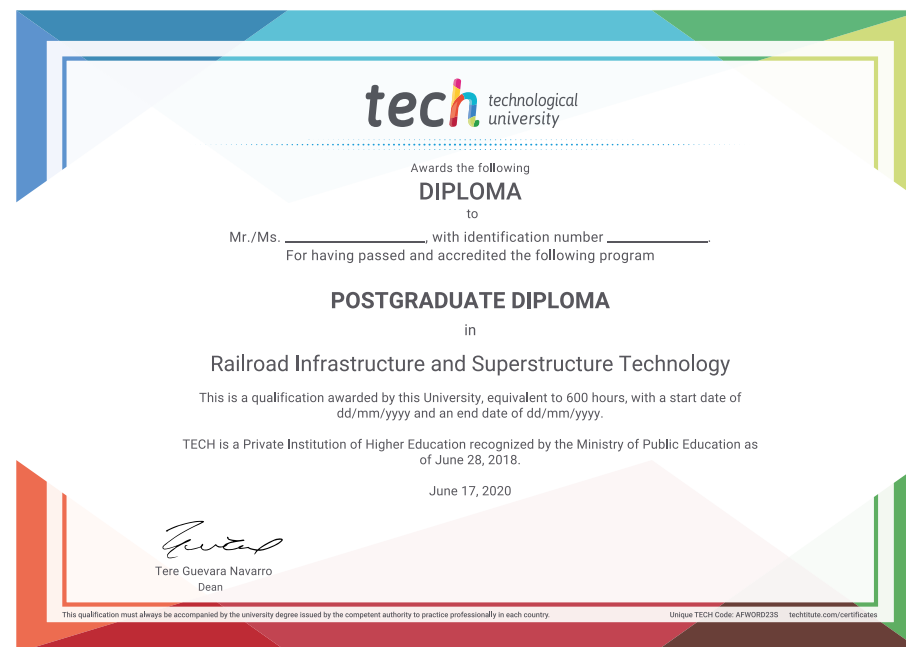 tech technological
university
Awards the following
DIPLOMA
to
Mr./Ms. ____________________, with identification number ______________.
For having passed and accredited the following program
POSTGRADUATE DIPLOMA
in
Railroad Infrastructure and Superstructure Technology
This is a qualification awarded by this University, equivalent to 600 hours, with a start date of
dd/mm/yyyy and an end date of dd/mm/yyyy.
TECH is a Private Institution of Higher Education recognized by the Ministry of Public Education as
of June 28, 2018.
June 17, 2020
Tere Guevara Navarro
Dean
This qualification must always be accompanied by the university degree issued by the competent authority to practice professionally in each country.
Unique TECH Code: AFWORD23S techtitute.com/certificates